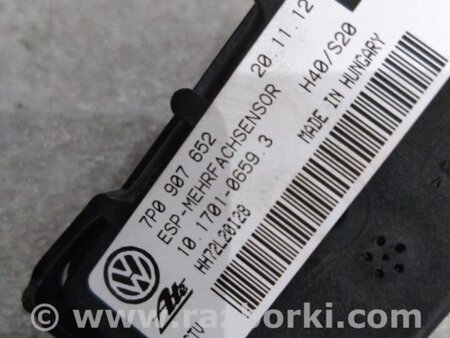 7P0 907 652
ESP-MEHRFACHSENSOR 20.11.12
10.1701-0659.3 H40/S20
HH72L20128 MADE IN HUNGARY
Ate
www.razborki.com